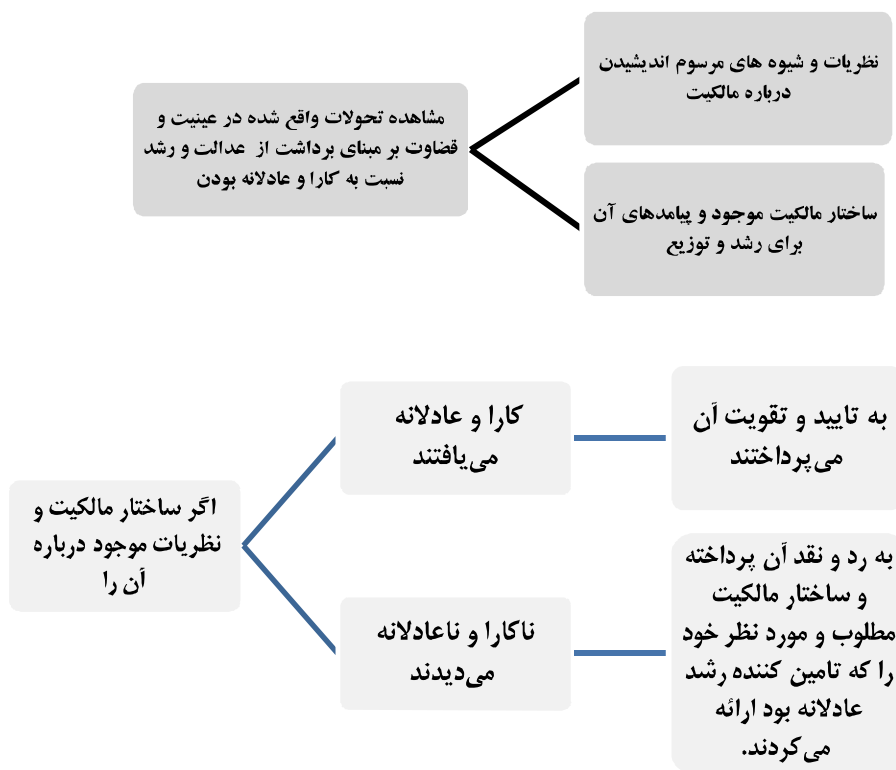 نظریات و شیوه های مرسوم اندیشیدن
درباره مالکیت
مشاهده تحولات واقع شده در عینیت و
قضاوت بر مبنای برداشت از عدالت و رشد
نسبت به کارا و عادلانه بودن
ساختار مالکیت موجود و پیامدهای آن
برای رشد و توزیع
اگر ساختار مالکیت و
نظریات موجود درباره
آن را
کارا و عادلانه
می‌یافتند
به تایید و تقویت آن
می‌پرداختند
ناکارا و ناعادلانه
می‌دیدند
به رد و نقد آن پرداخته
و ساختار مالکیت
مطلوب و مورد نظر خود
را که تامین کننده رشد
عادلانه بود ارائه
می‌کردند.